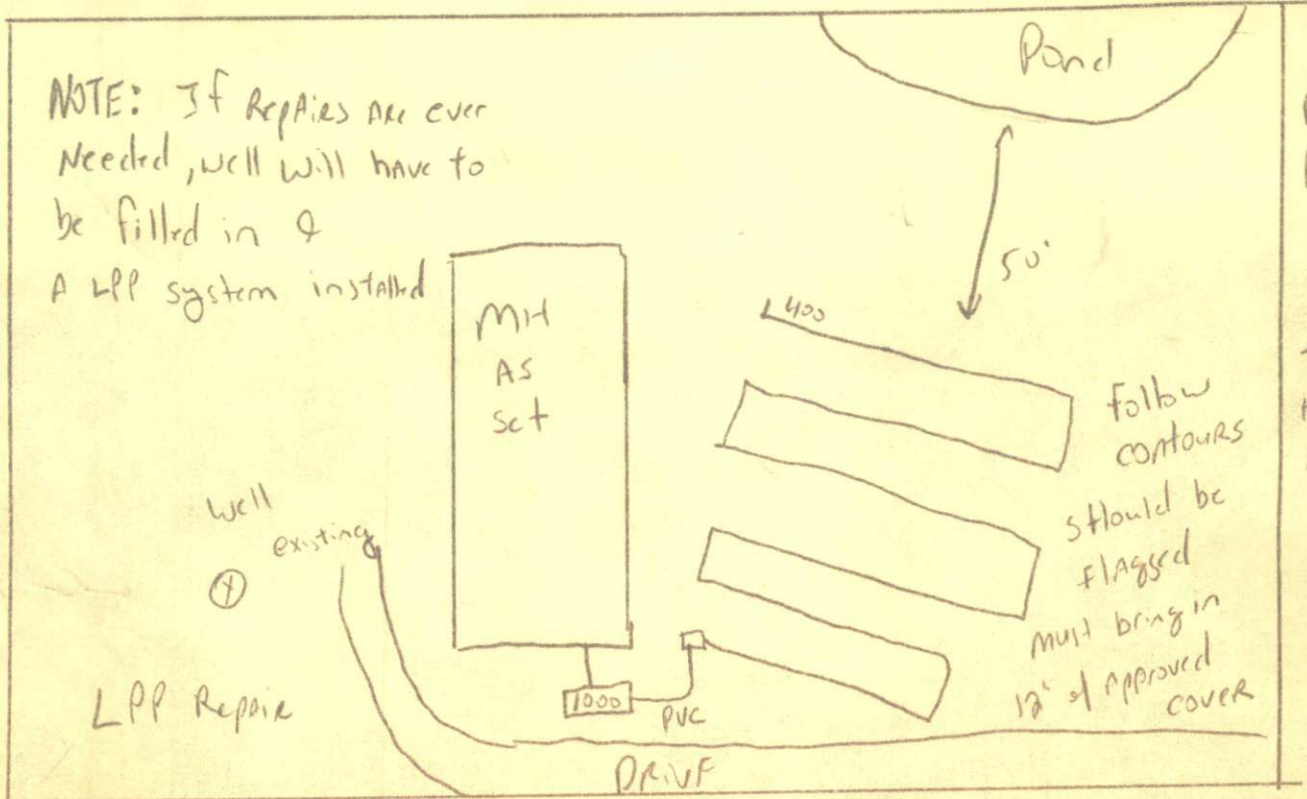 NOTE: If Repairs are ever
Needed, well will have to
be filled in &
A LPP system installed
Pond
50'
MH
AS
Set
400
Follow
contours
should be
flagged
must bring in
12" of Approved
cover
well
existing
LPP Repair
1000
PVC
DRIVE